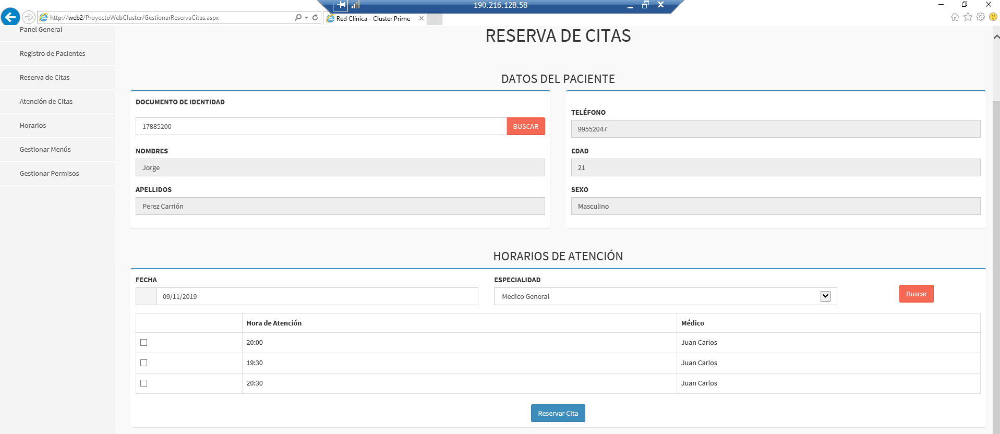 190.216.128.58
http://web2/ProyectoWebCluster/GestionarReservaCitas.aspx
Red Clínica - Cluster Prime
Panel General
Registro de Pacientes
Reserva de Citas
Atención de Citas
Horarios
Gestionar Menús
Gestionar Permisos
RESERVA DE CITAS
DATOS DEL PACIENTE
DOCUMENTO DE IDENTIDAD
17885200
BUSCAR
NOMBRES
Jorge
APELLIDOS
Perez Carrión
TELÉFONO
99552047
EDAD
21
SEXO
Masculino
HORARIOS DE ATENCIÓN
FECHA
09/11/2019
ESPECIALIDAD
Medico General
Buscar
Hora de Atención Médico
20:00 Juan Carlos
19:30 Juan Carlos
20:30 Juan Carlos
Reservar Cita